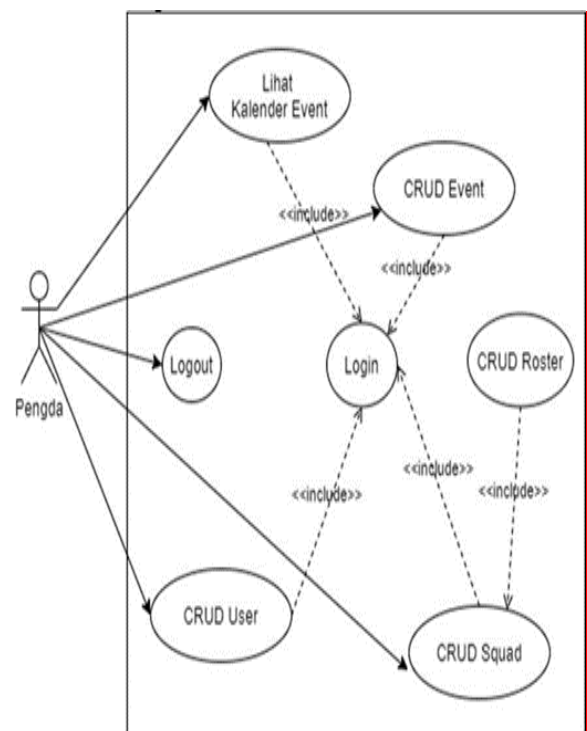 Lihat
Kalender Event
CRUD Event
<<include>>
<<include>>
Logout
Login
CRUD Roster
Pengda
<<include>>
<<include>>
<<include>>
CRUD User
CRUD Squad